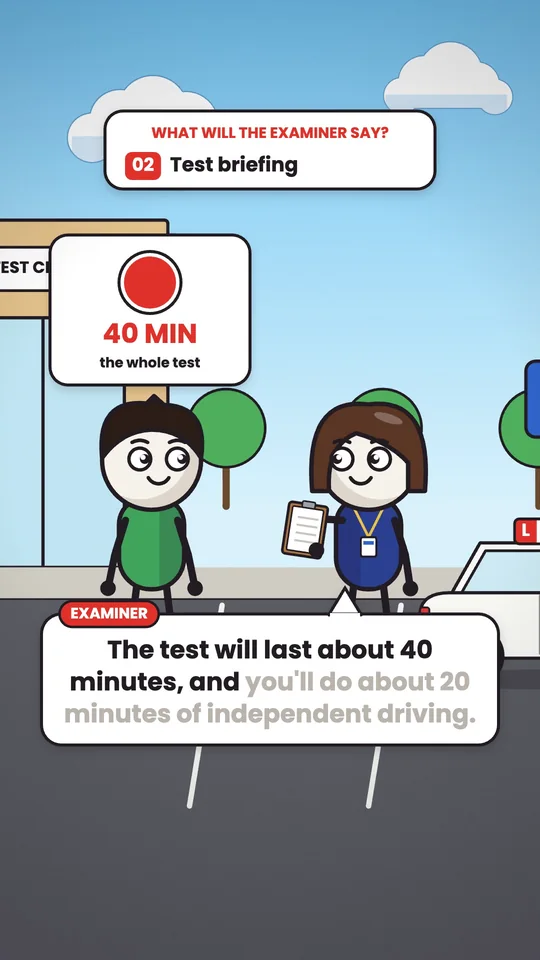 WHAT WILL THE EXAMINER SAY?
02 Test briefing
TEST
40 MIN
the whole test
L
EXAMINER
The test will last about 40
minutes, and you'll do about 20
minutes of independent driving.